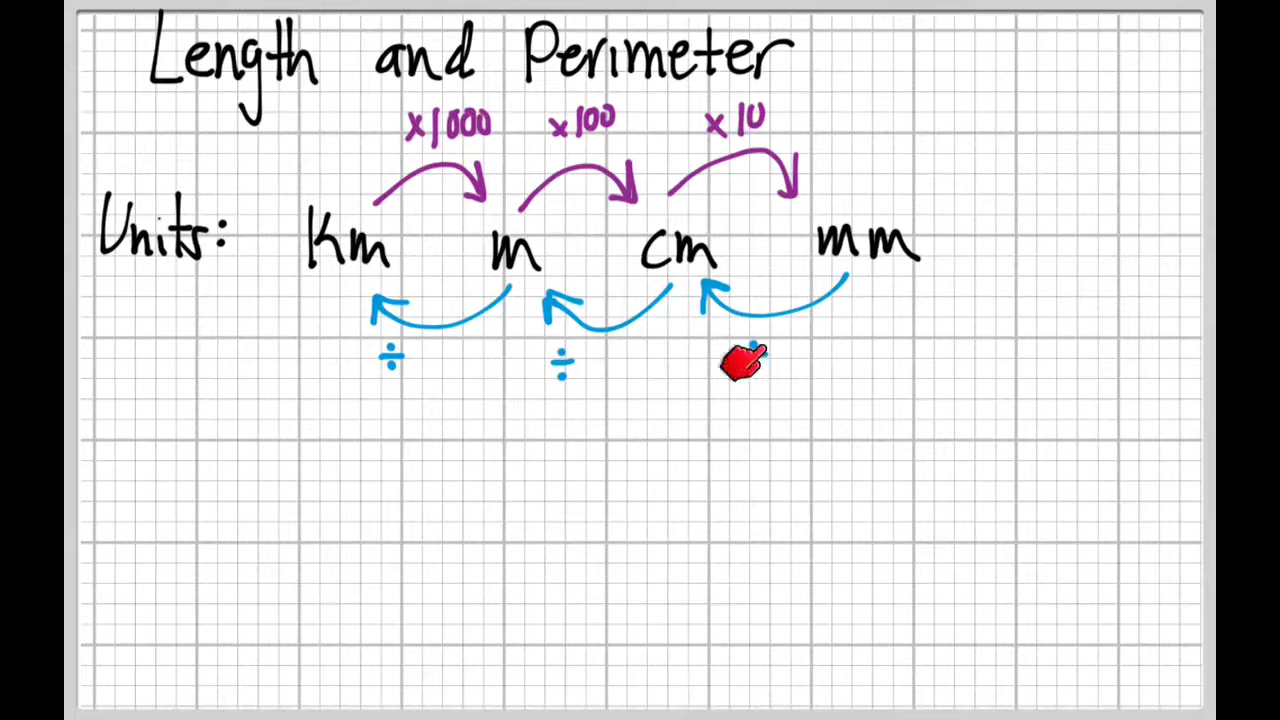 Length and Perimeter
×1000 ×100 ×10
Units: Km m cm mm
÷ ÷ ÷